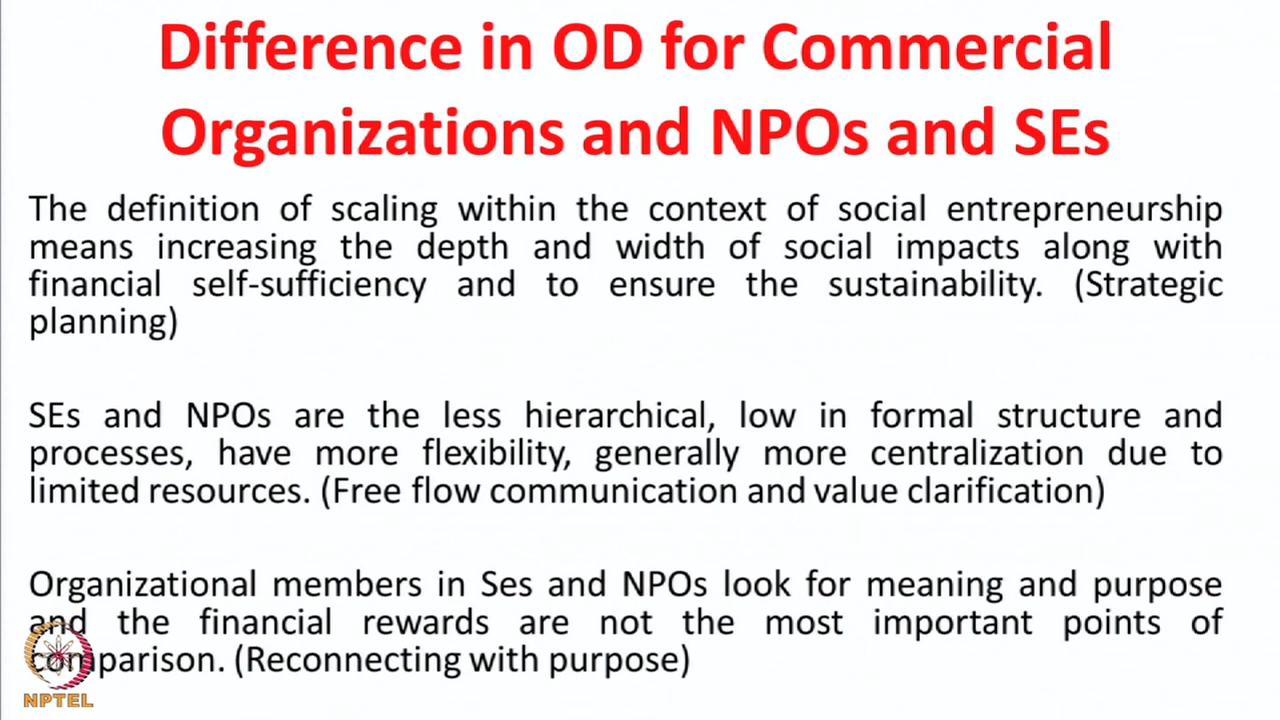 Difference in OD for Commercial
Organizations and NPOs and SEs
The definition of scaling within the context of social entrepreneurship
means increasing the depth and width of social impacts along with
financial self-sufficiency and to ensure the sustainability. (Strategic
planning)
SEs and NPOs are the less hierarchical, low in formal structure and
processes, have more flexibility, generally more centralization due to
limited resources. (Free flow communication and value clarification)
Organizational members in Ses and NPOs look for meaning and purpose
and the financial rewards are not the most important points of
comparison. (Reconnecting with purpose)
NPTEL